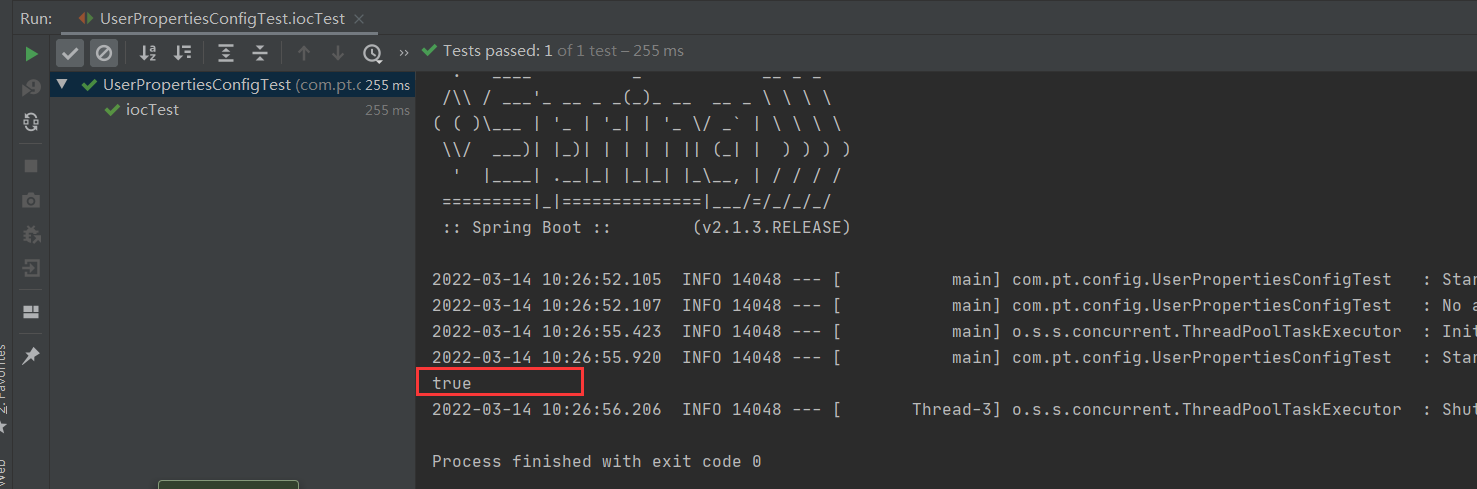 Run: UserPropertiesConfigTest.iocTest ×
Tests passed: 1 of 1 test – 255 ms
UserPropertiesConfigTest (com.pt.c 255 ms
iocTest 255 ms
  .   ____          _            __ _ _
 /\\ / ___'_ __ _ _(_)_ __  __ _ \ \ \ \
( ( )\___ | '_ | '_| | '_ \/ _` | \ \ \ \
 \\/  ___)| |_)| | | | | || (_| |  ) ) ) )
  '  |____| .__|_| |_|_| |_\__, | / / / /
 =========|_|==============|___/=/_/_/_/
 :: Spring Boot ::        (v2.1.3.RELEASE)
2022-03-14 10:26:52.105  INFO 14048 --- [           main] com.pt.config.UserPropertiesConfigTest   : Star
2022-03-14 10:26:52.107  INFO 14048 --- [           main] com.pt.config.UserPropertiesConfigTest   : No a
2022-03-14 10:26:55.423  INFO 14048 --- [           main] o.s.s.concurrent.ThreadPoolTaskExecutor  : Init
2022-03-14 10:26:55.920  INFO 14048 --- [           main] com.pt.config.UserPropertiesConfigTest   : Star
true
2022-03-14 10:26:56.206  INFO 14048 --- [       Thread-3] o.s.s.concurrent.ThreadPoolTaskExecutor  : Shut
Process finished with exit code 0
2: Favorites
Web